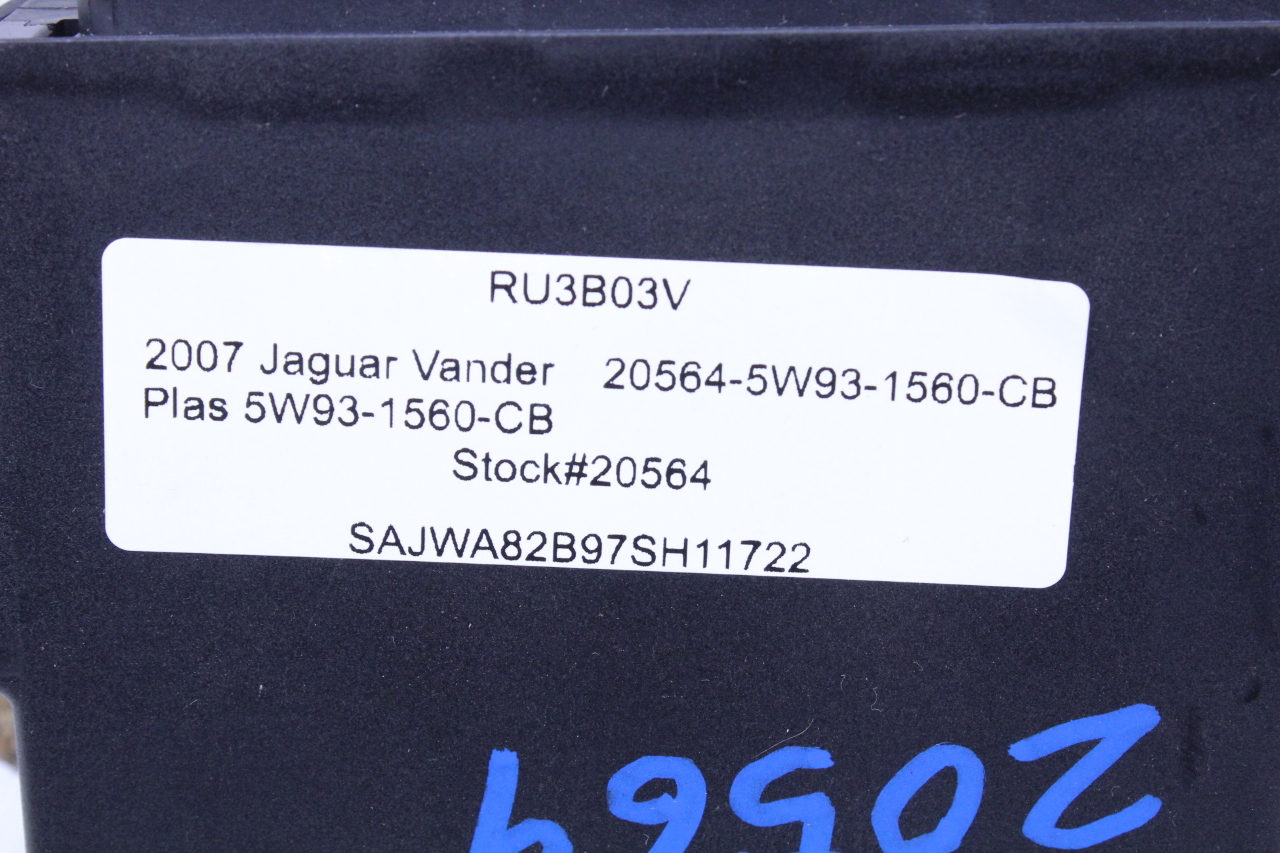 RU3B03V
2007 Jaguar Vander 20564-5W93-1560-CB
Plas 5W93-1560-CB
Stock#20564
SAJWA82B97SH11722
20564